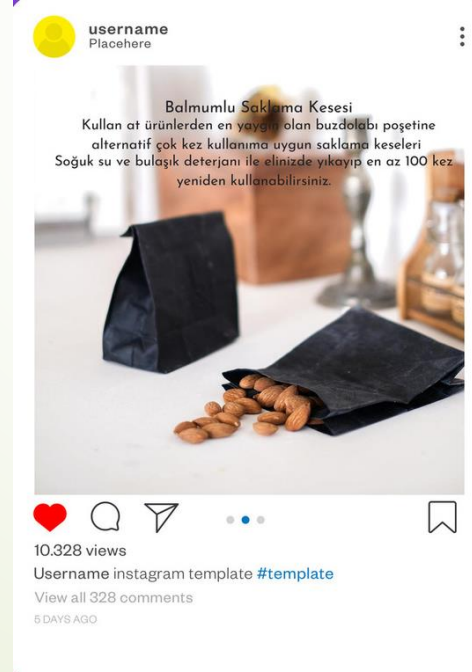 username
Placehere
Balmumlu Saklama Kesesi
Kullan at ürünlerden en yaygın olan buzdolabı poşetine
alternatif çok kez kullanıma uygun saklama keseleri
Soğuk su ve bulaşık deterjanı ile elinizde yıkayıp en az 100 kez
yeniden kullanabilirsiniz.
10.328 views
Username instagram template #template
View all 328 comments
5 DAYS AGO